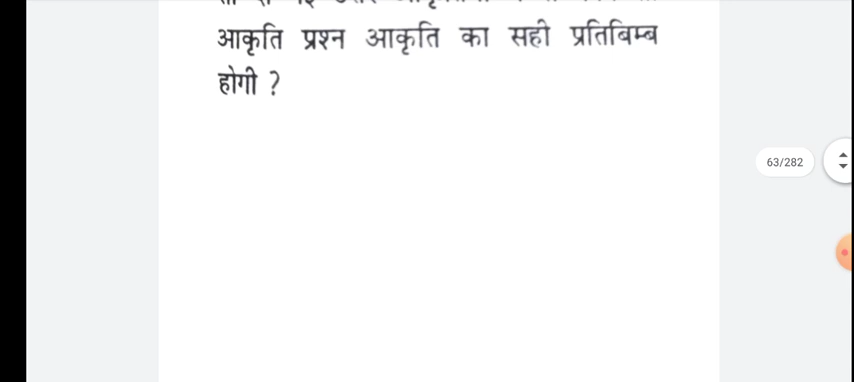 आकृति प्रश्न आकृति का सही प्रतिबिम्ब
होगी ?
63/282